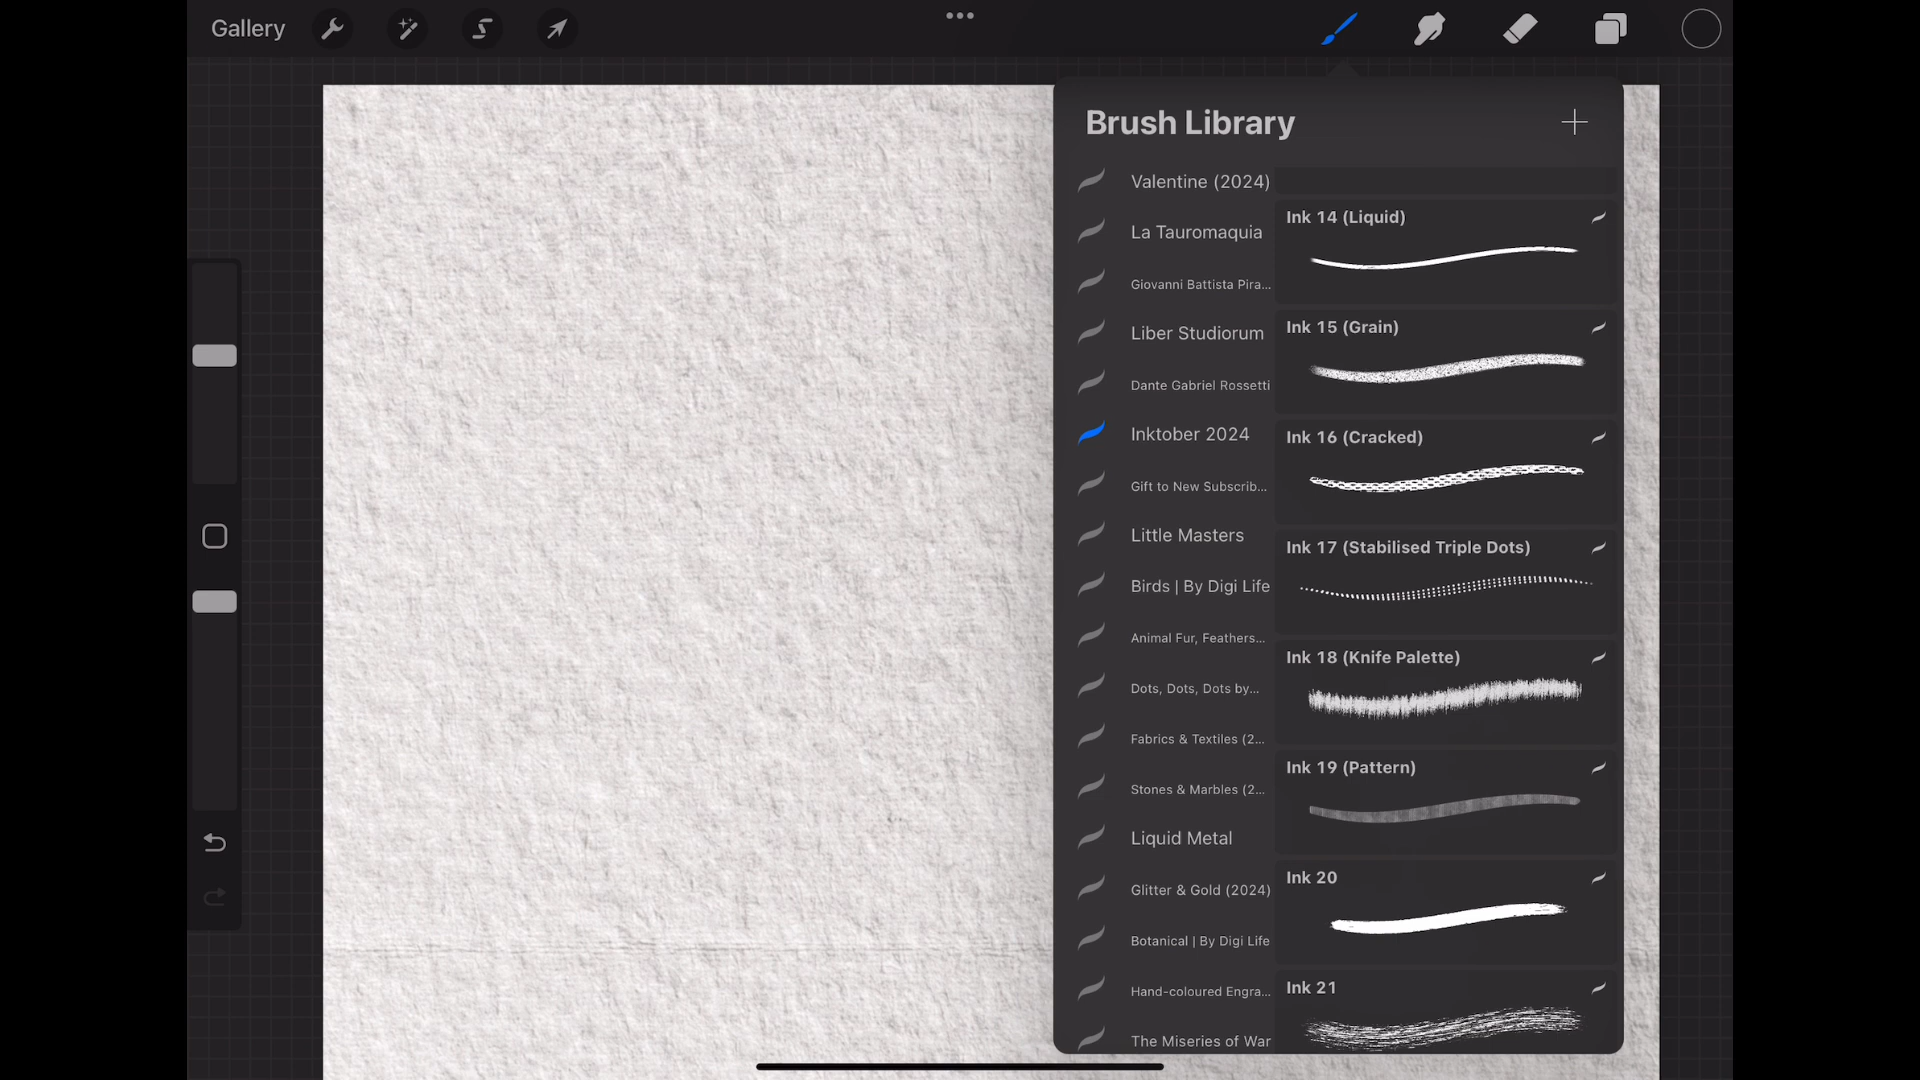 Gallery
Brush Library
Valentine (2024)
La Tauromaquia
Giovanni Battista Pira...
Liber Studiorum
Dante Gabriel Rossetti
Inktober 2024
Gift to New Subscrib...
Little Masters
Birds | By Digi Life
Animal Fur, Feathers...
Dots, Dots, Dots by...
Fabrics & Textiles (2...
Stones & Marbles (2...
Liquid Metal
Glitter & Gold (2024)
Botanical | By Digi Life
Hand-coloured Engra...
The Miseries of War
Ink 14 (Liquid)
Ink 15 (Grain)
Ink 16 (Cracked)
Ink 17 (Stabilised Triple Dots)
Ink 18 (Knife Palette)
Ink 19 (Pattern)
Ink 20
Ink 21